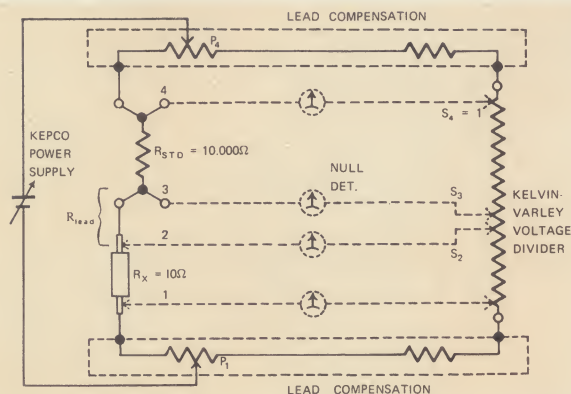 LEAD COMPENSATION
P4
4
S4 = 1
KEPCO
POWER
SUPPLY
RSTD = 10.000Ω
NULL
DET.
3
S3
KELVIN-
VARLEY
VOLTAGE
DIVIDER
Rlead
2
S2
RX = 10Ω
1
P1
LEAD COMPENSATION